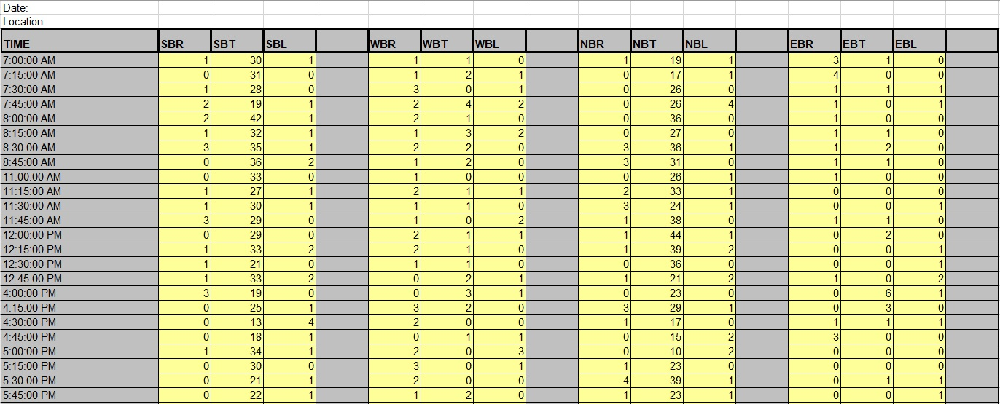 Date:
Location:
TIME SBR SBT SBL WBR WBT WBL NBR NBT NBL EBR EBT EBL
7:00:00 AM 1 30 1 1 1 0 1 19 1 3 1 0
7:15:00 AM 0 31 0 1 2 1 0 17 1 4 0 0
7:30:00 AM 1 28 0 3 0 1 0 26 0 1 1 1
7:45:00 AM 2 19 1 2 4 2 0 26 4 1 0 1
8:00:00 AM 2 42 1 2 1 0 0 36 0 1 0 0
8:15:00 AM 1 32 1 1 3 2 0 27 0 1 1 0
8:30:00 AM 3 35 1 2 2 0 3 36 1 1 2 0
8:45:00 AM 0 36 2 1 2 0 3 31 0 1 1 0
11:00:00 AM 0 33 0 1 0 0 0 26 1 1 0 0
11:15:00 AM 1 27 1 2 1 1 2 33 1 0 0 0
11:30:00 AM 1 30 1 1 1 0 3 24 1 0 0 1
11:45:00 AM 3 29 0 1 0 2 1 38 0 1 1 0
12:00:00 PM 0 29 0 2 1 1 1 44 1 0 2 0
12:15:00 PM 1 33 2 2 1 0 1 39 2 0 0 1
12:30:00 PM 1 21 0 1 1 0 0 36 0 0 0 1
12:45:00 PM 1 33 2 0 2 1 1 21 2 1 0 2
4:00:00 PM 3 19 0 0 3 1 0 23 0 0 6 1
4:15:00 PM 0 25 1 3 2 0 3 29 1 0 3 0
4:30:00 PM 0 13 4 2 0 0 1 17 0 1 1 1
4:45:00 PM 0 18 1 0 1 1 0 15 2 3 0 0
5:00:00 PM 1 34 1 2 0 3 0 10 2 0 0 0
5:15:00 PM 0 30 0 3 0 1 1 23 0 0 0 0
5:30:00 PM 0 21 1 2 0 0 4 39 1 0 1 1
5:45:00 PM 0 22 1 1 2 0 1 23 1 0 0 1